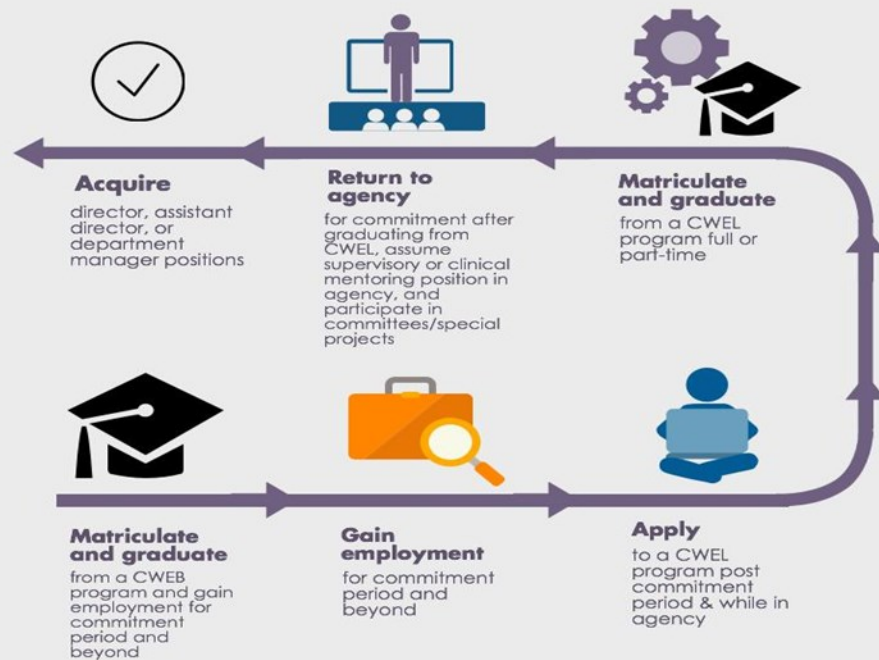 Acquire
director, assistant
director, or
department
manager positions
Return to
agency
for commitment after
graduating from
CWEL, assume
supervisory or clinical
mentoring position in
agency, and
participate in
committees/special
projects
Matriculate
and graduate
from a CWEL
program full or
part-time
Matriculate
and graduate
from a CWEB
program and gain
employment for
commitment
period and
beyond
Gain
employment
for commitment
period and
beyond
Apply
to a CWEL
program post
commitment
period & while in
agency